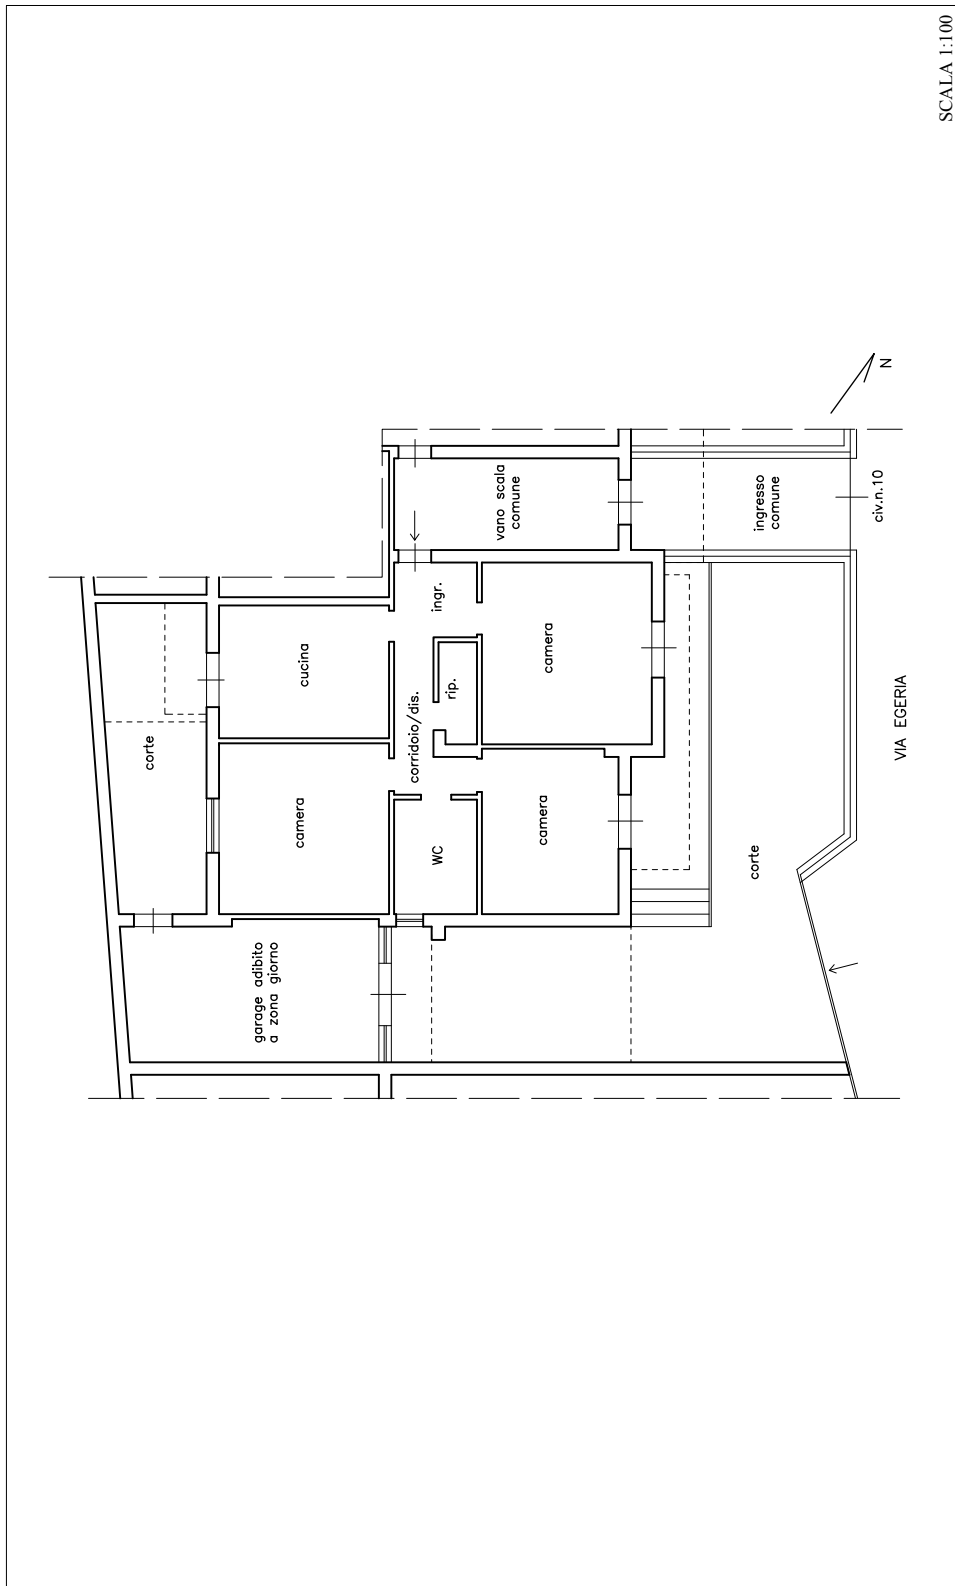 SCALA 1:100
N
civ.n.10
ingresso
comune
vano scala
comune
ingr.
camera
cucina
rip.
corridoio/dis.
VIA EGERIA
corte
camera
camera
WC
corte
garage adibito
a zona giorno